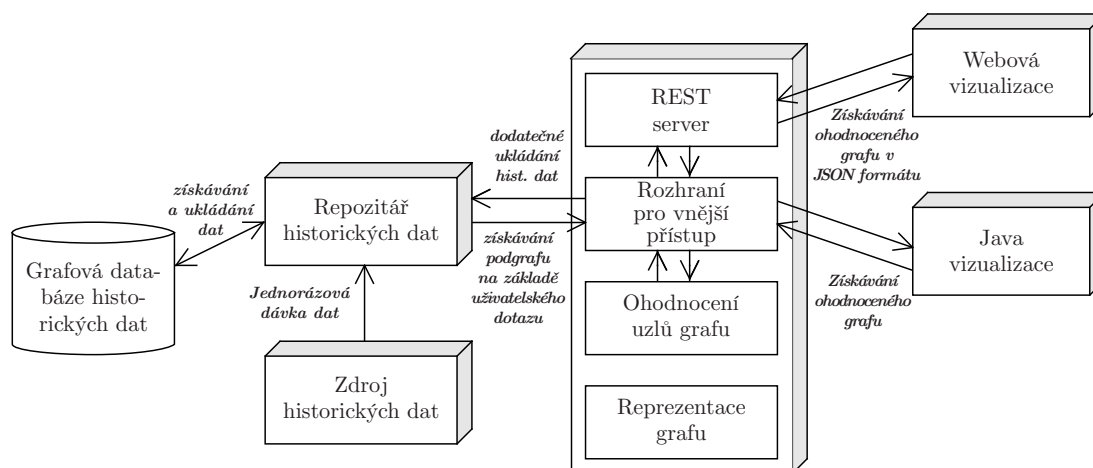 Grafová data-
báze histo-
rických dat
získávání
a ukládání
dat
Repozitář
historických dat
Jednorázová
dávka dat
Zdroj
historických dat
dodatečné
ukládání
hist. dat
získávání
podgrafu
na základě
uživatelského
dotazu
REST
server
Rozhraní
pro vnější
přístup
Ohodnocení
uzlů grafu
Reprezentace
grafu
Webová
vizualizace
Získávání
ohodnoceného
grafu v
JSON formátu
Java
vizualizace
Získávání
ohodnoceného
grafu